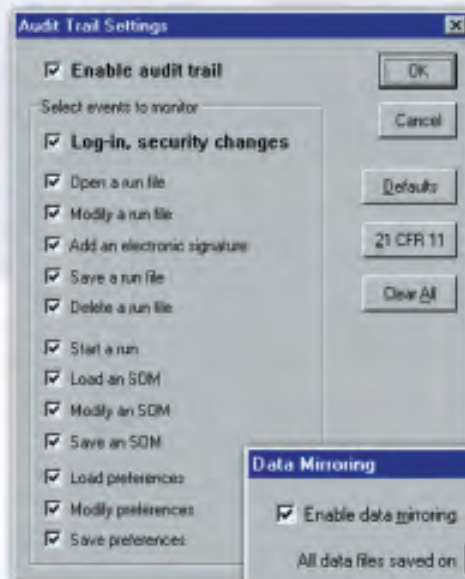 Audit Trail Settings
Enable audit trail
OK
Select events to monitor
Cancel
Log-in, security changes
Open a run file
Defaults
Modify a run file
Add an electronic signature
21 CFR 11
Save a run file
Delete a run file
Clear All
Start a run
Load an SOM
Modify an SOM
Save an SOM
Load preferences
Modify preferences
Save preferences
Data Mirroring
Enable data mirroring
All data files saved on